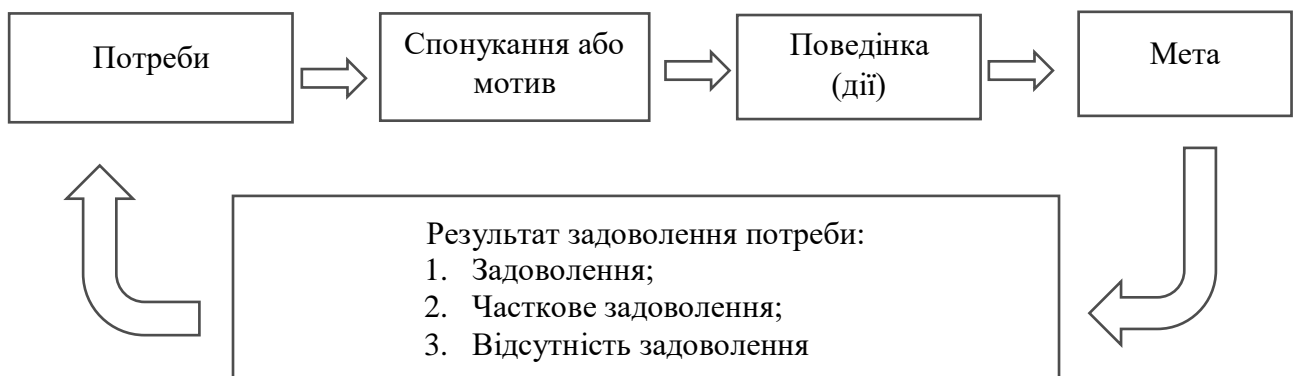 Потреби
Спонукання або
мотив
Поведінка
(дії)
Мета
Результат задоволення потреби:
1. Задоволення;
2. Часткове задоволення;
3. Відсутність задоволення